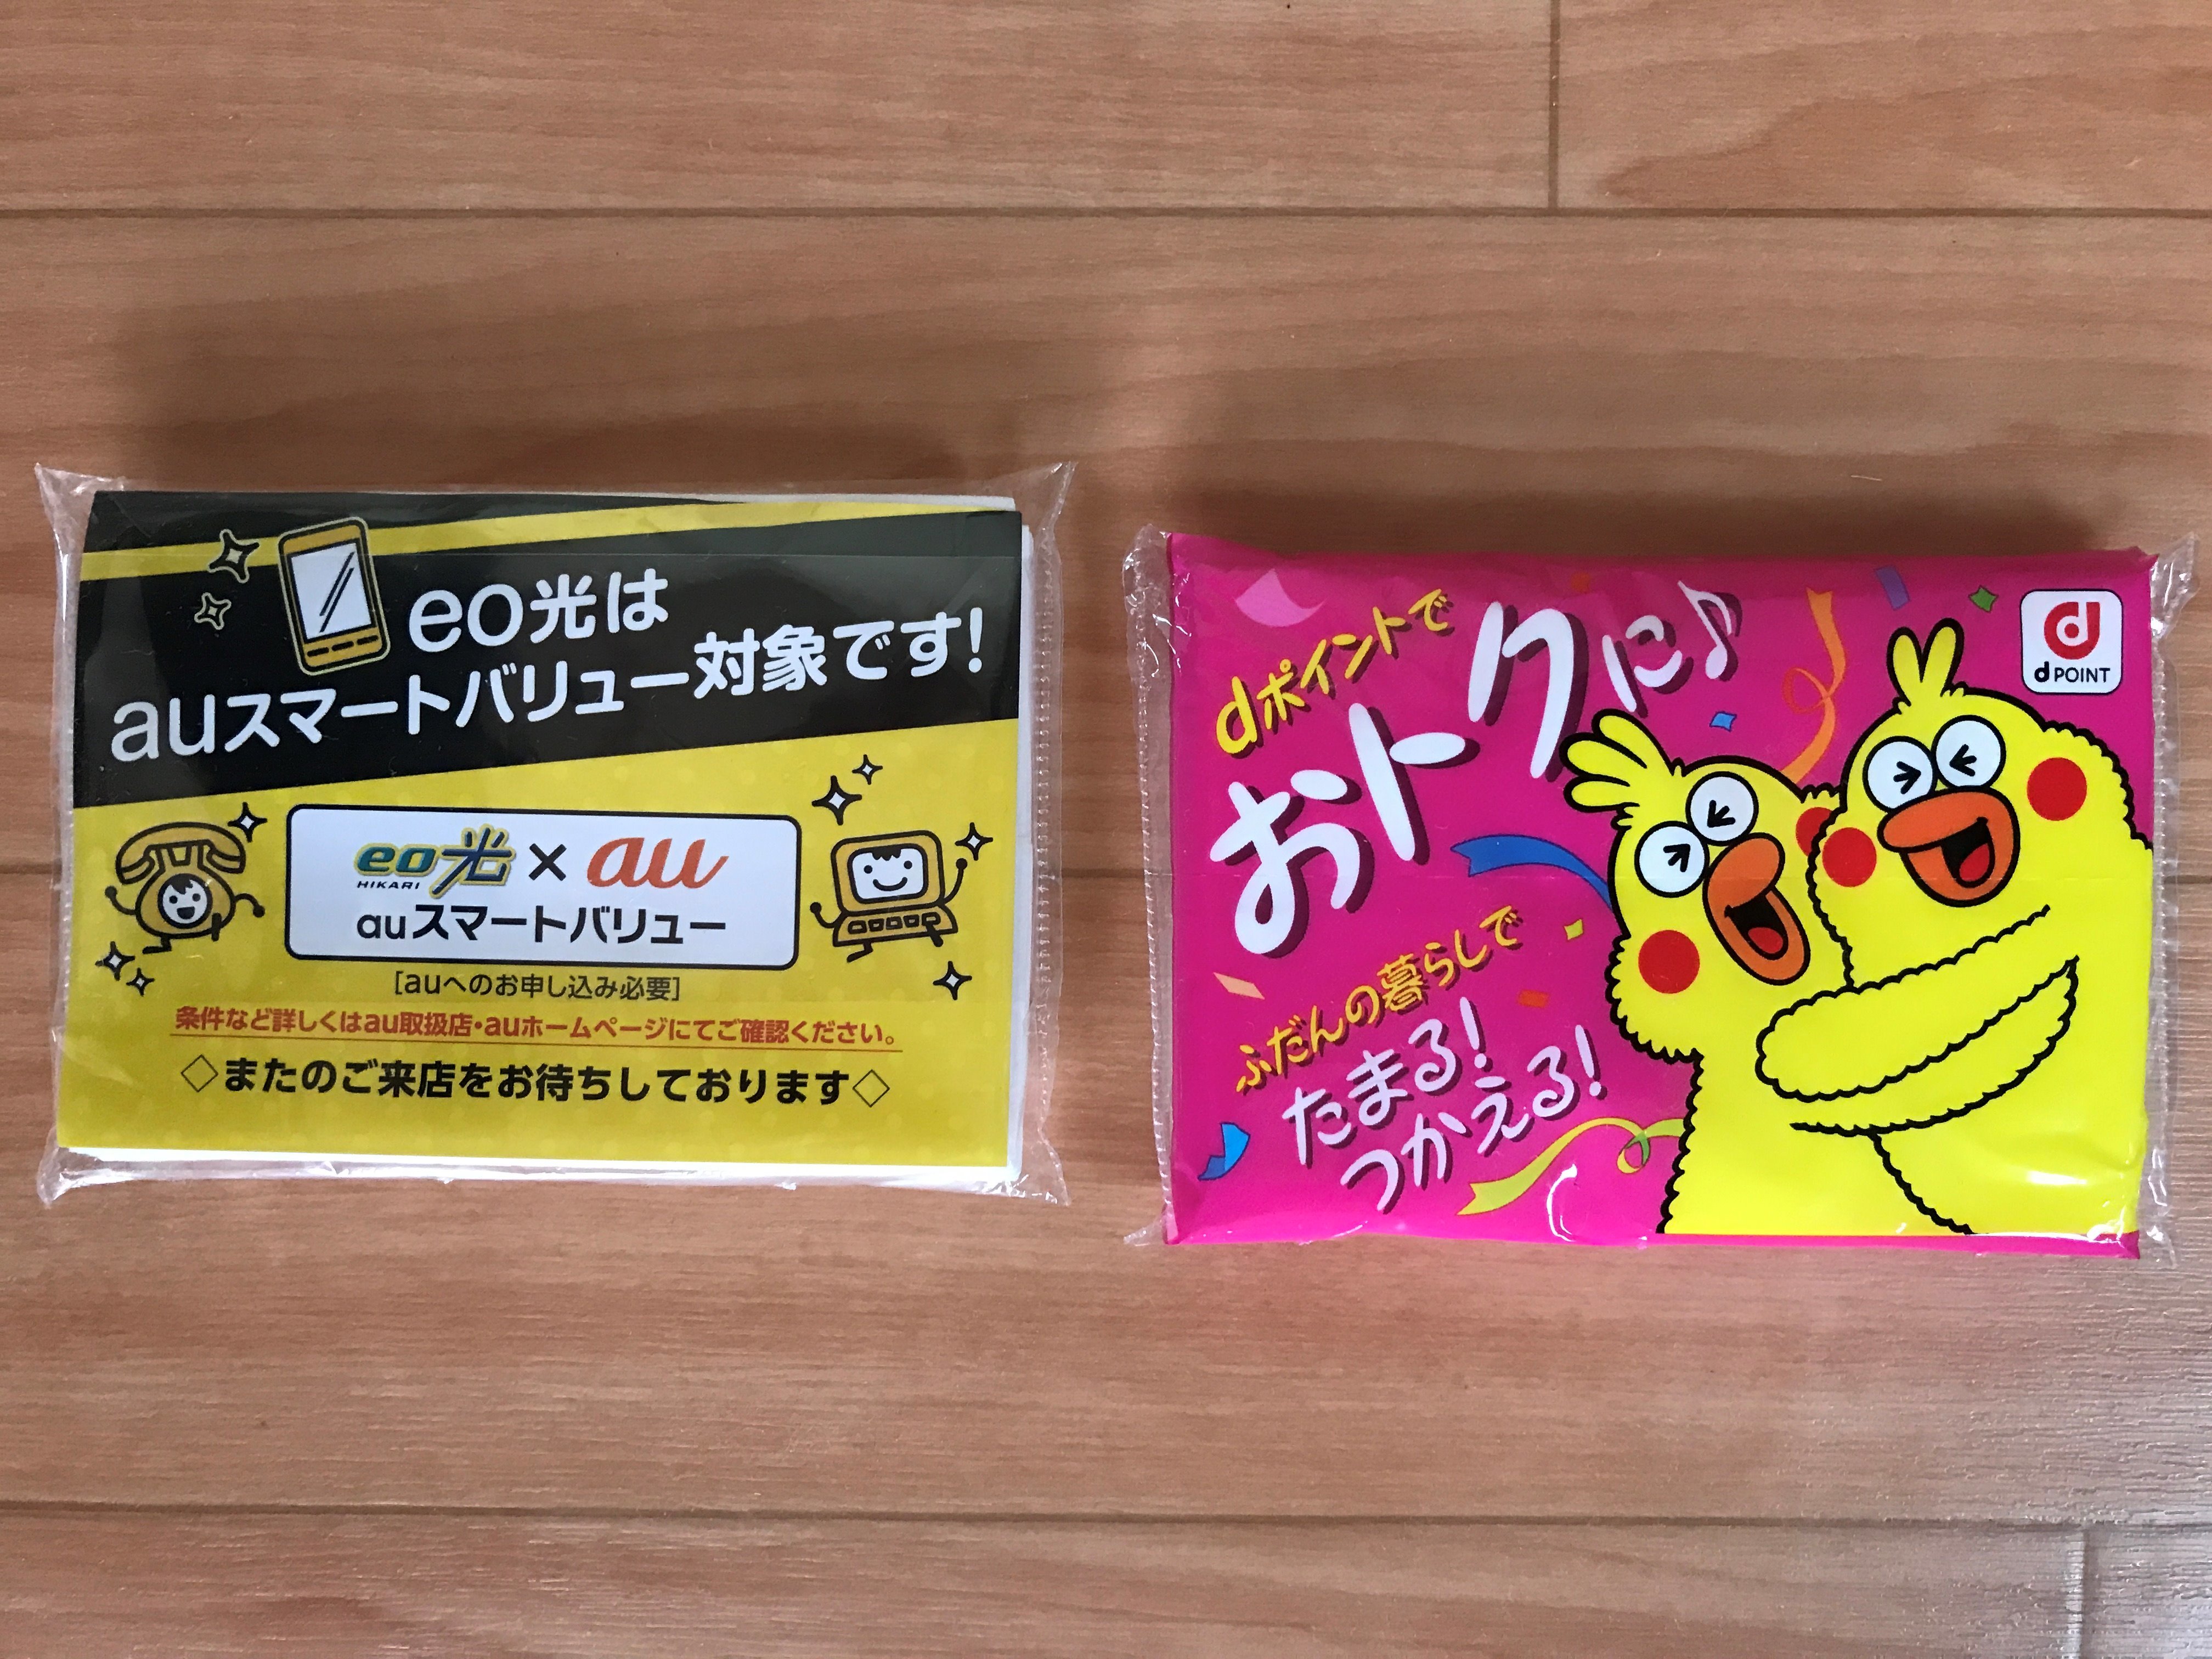 eo光は
auスマートバリュー対象です!
eo光 × au
HIKARI
auスマートバリュー
[auへのお申し込み必要]
条件など詳しくはau取扱店・auホームページにてご確認ください。
◇またのご来店をお待ちしております◇
dポイントで
おトクに♪
d
d POINT
ふだんの暮らしで
たまる!
つかえる!